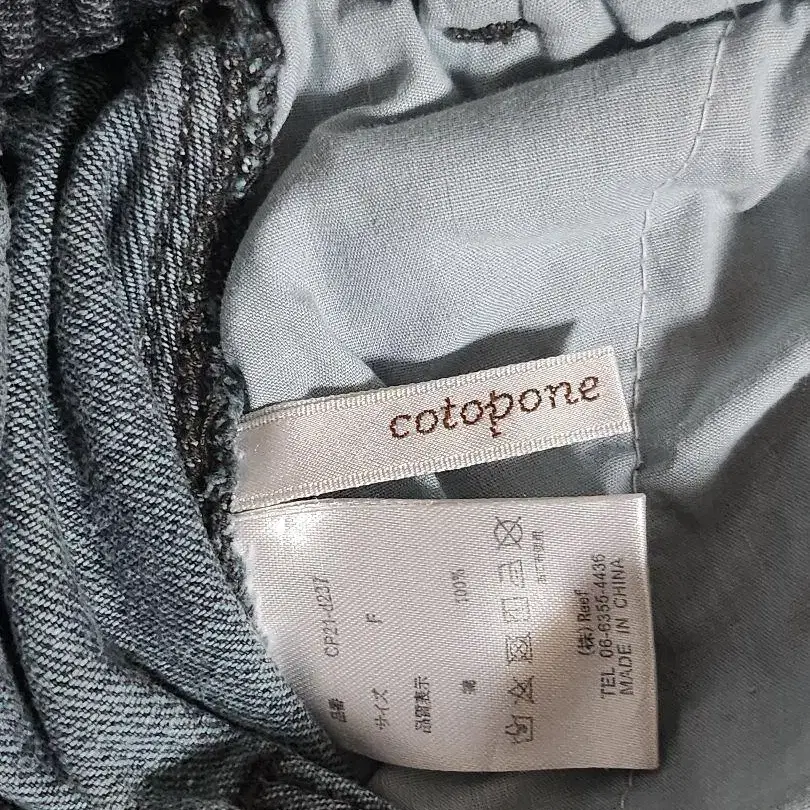 cotopone
品番 CP21-d237
サイズ F
品質表示
綿 100%
(株) Reef
TEL 06-6355-4436
MADE IN CHINA